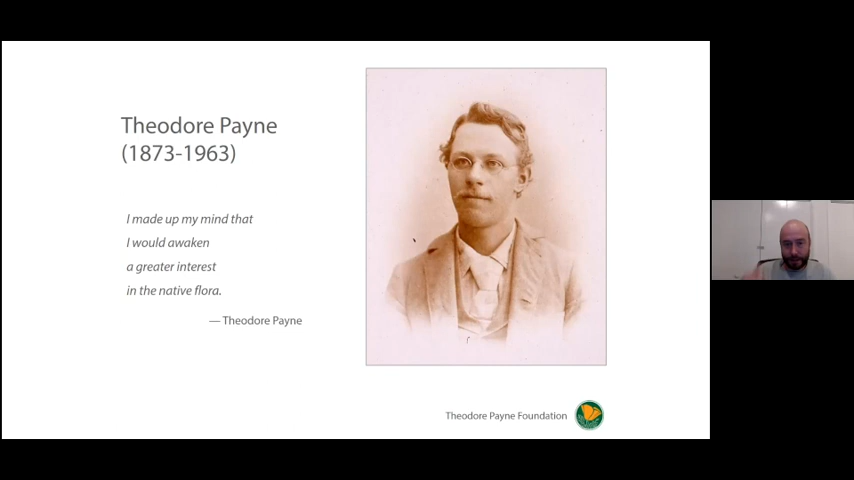 Theodore Payne
(1873-1963)
I made up my mind that
I would awaken
a greater interest
in the native flora.
— Theodore Payne
Theodore Payne Foundation